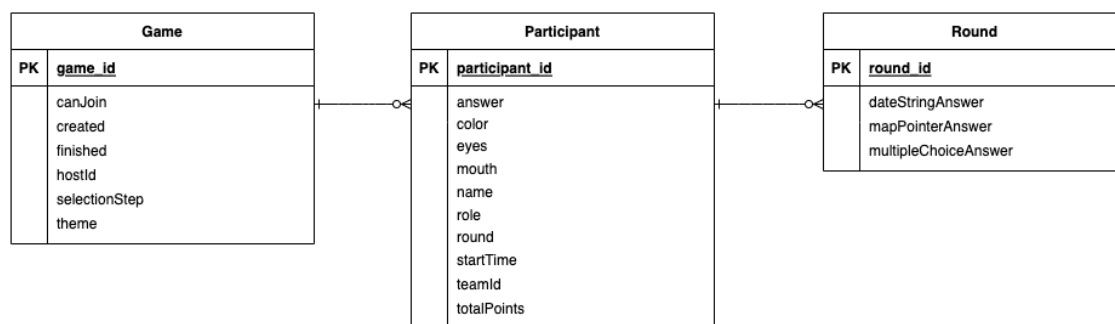 Game
PK game_id
canJoin
created
finished
hostId
selectionStep
theme
Participant
PK participant_id
answer
color
eyes
mouth
name
role
round
startTime
teamId
totalPoints
Round
PK round_id
dateStringAnswer
mapPointerAnswer
multipleChoiceAnswer